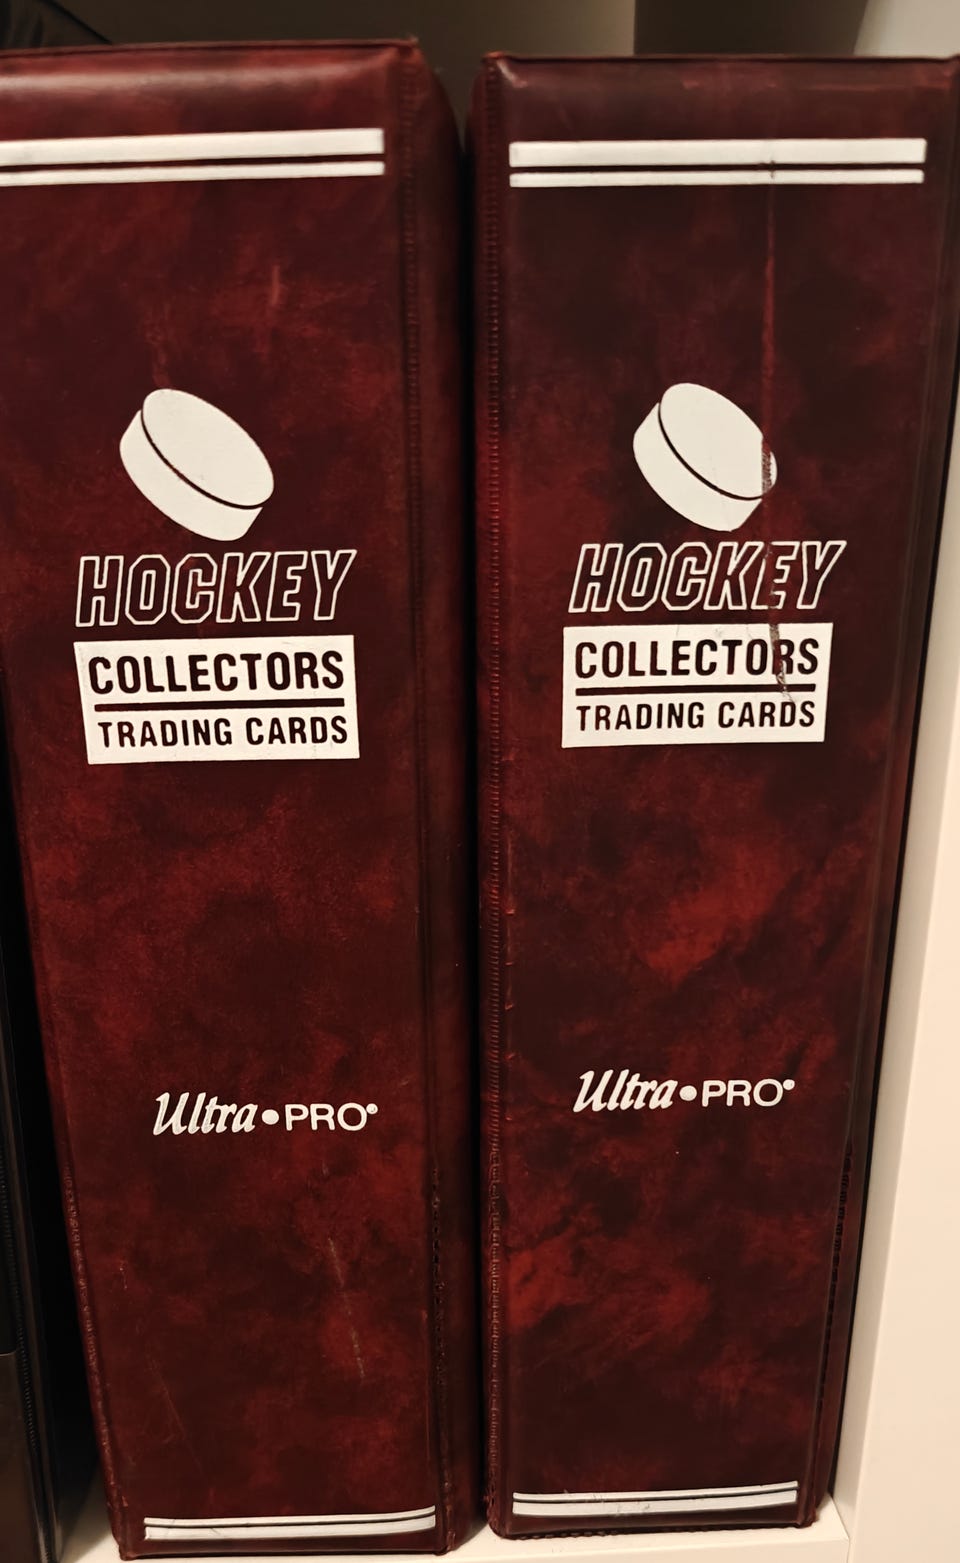 HOCKEY
COLLECTORS
TRADING CARDS
Ultra•PRO®
HOCKEY
COLLECTORS
TRADING CARDS
Ultra•PRO®